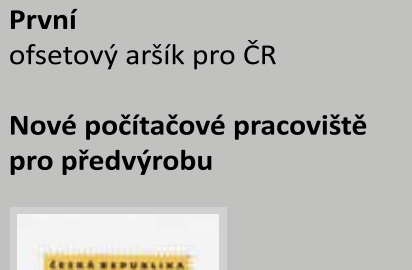 První
ofsetový aršík pro ČR
Nové počítačové pracoviště
pro předvýrobu
ČESKÁ REPUBLIKA